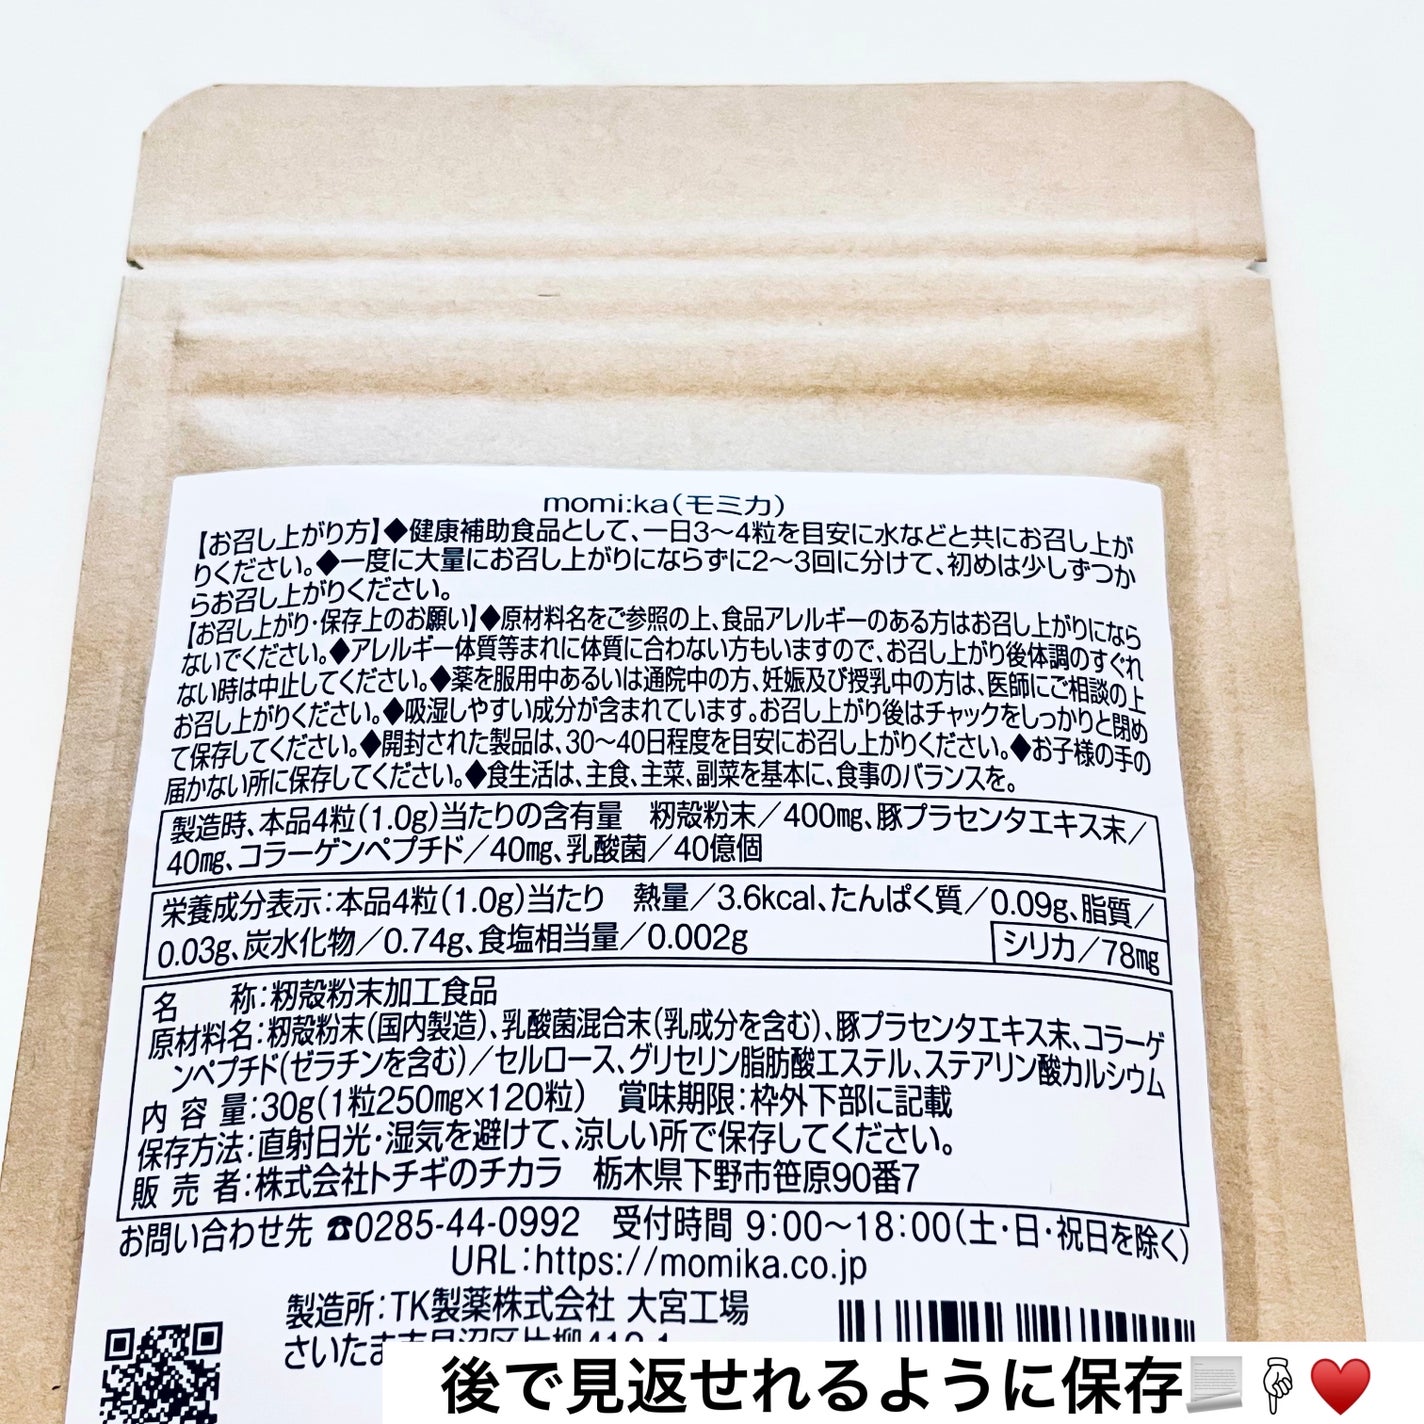 momi:ka(モミカ)
【お召し上がり方】◆健康補助食品として、一日3～4粒を目安に水などと共にお召し上が
りください。◆一度に大量にお召し上がりにならずに2～3回に分けて、初めは少しずつか
らお召し上がりください。
【お召し上がり・保存上のお願い】◆原材料名をご参照の上、食品アレルギーのある方はお召し上がりになら
ないでください。◆アレルギー体質等まれに体質に合わない方もいますので、お召し上がり後体調のすぐれ
ない時は中止してください。◆薬を服用中あるいは通院中の方、妊娠及び授乳中の方は、医師にご相談の上
お召し上がりください。◆吸湿しやすい成分が含まれています。お召し上がり後はチャックをしっかりと閉め
て保存してください。◆開封された製品は、30～40日程度を目安にお召し上がりください。◆お子様の手の
届かない所に保存してください。◆食生活は、主食、主菜、副菜を基本に、食事のバランスを。
製造時、本品4粒(1.0g)当たりの含有量　籾殻粉末／400mg、豚プラセンタエキス末／
40mg、コラーゲンペプチド／40mg、乳酸菌／40億個
栄養成分表示：本品4粒(1.0g)当たり　熱量／3.6kcal、たんぱく質／0.09g、脂質／
0.03g、炭水化物／0.74g、食塩相当量／0.002g
シリカ／78mg
名　　称：籾殻粉末加工食品
原材料名：籾殻粉末(国内製造)、乳酸菌混合末(乳成分を含む)、豚プラセンタエキス末、コラーゲ
ンペプチド(ゼラチンを含む)／セルロース、グリセリン脂肪酸エステル、ステアリン酸カルシウム
内 容 量：30g(1粒250mg×120粒)　賞味期限：枠外下部に記載
保存方法：直射日光・湿気を避けて、涼しい所で保存してください。
販 売 者：株式会社トチギのチカラ　栃木県下野市笹原90番7
お問い合わせ先 ☎0285-44-0992　受付時間 9：00～18：00(土・日・祝日を除く)
URL：https://momika.co.jp
製造所：TK製薬株式会社 大宮工場
さいたま市見沼区片柳
後で見返せれるように保存📃👇♥️